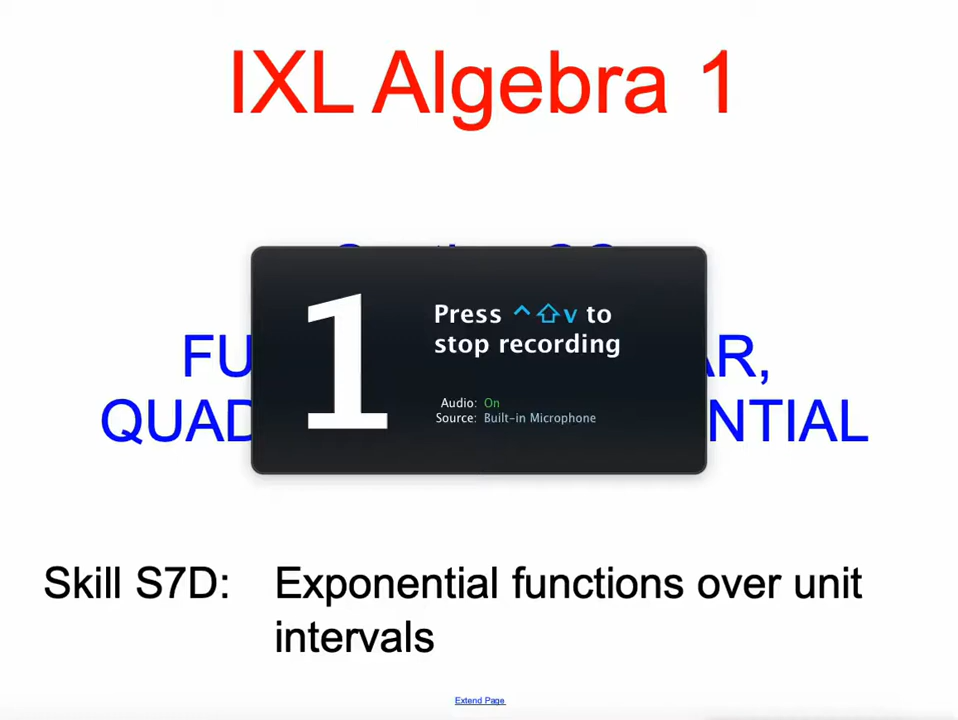 IXL Algebra 1
1
Press ^⇧v to
stop recording
Audio: On
Source: Built-in Microphone
FU AR,
QUAD NTIAL
Skill S7D: Exponential functions over unit
intervals
Extend Page